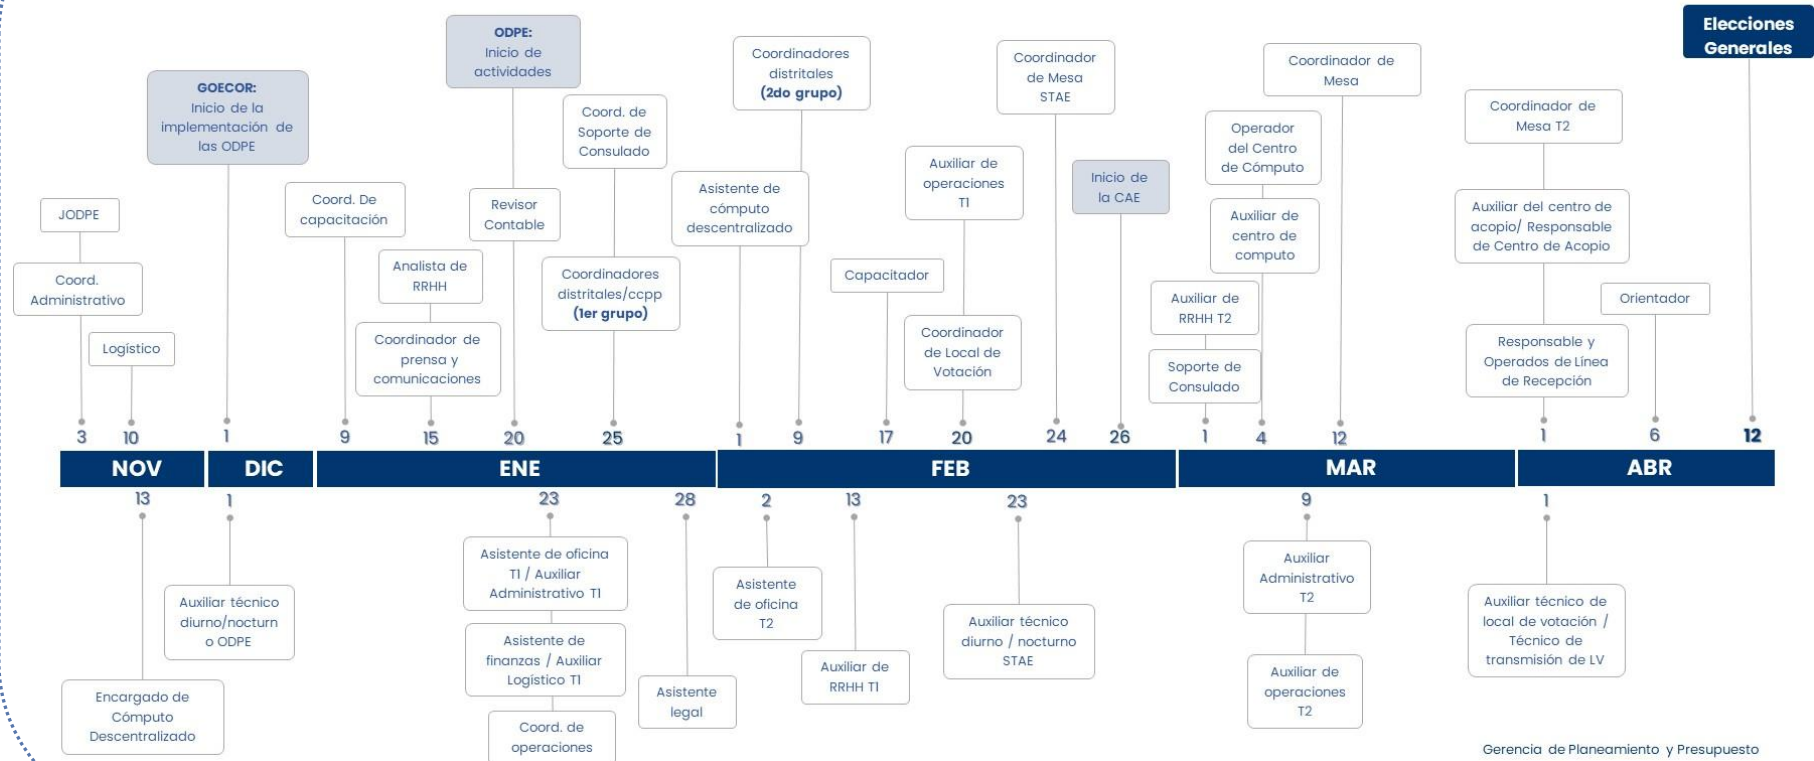 Elecciones
Generales
ODPE:
Inicio de
actividades
Coordinadores
distritales
(2do grupo)
Coordinador
de Mesa
STAE
Coordinador de
Mesa
GOECOR:
Inicio de la
implementación de
las ODPE
Coord. de
Soporte de
Consulado
Coordinador de
Mesa T2
Operador
del Centro
de Cómputo
Auxiliar de
operaciones
T1
Inicio de
la CAE
Asistente de
cómputo
descentralizado
Coord. De
capacitación
Revisor
Contable
JODPE
Auxiliar de
centro de
computo
Auxiliar del centro de
acopio/ Responsable
de Centro de Acopio
Coord.
Administrativo
Analista de
RRHH
Coordinadores
distritales/ccpp
(1er grupo)
Capacitador
Auxiliar de
RRHH T2
Orientador
Logístico
Coordinador de
prensa y
comunicaciones
Coordinador
de Local de
Votación
Soporte de
Consulado
Responsable y
Operados de Línea
de Recepción
3 10 1 9 15 20 25 1 9 17 20 24 26 1 4 12 1 6 12
NOV DIC ENE FEB MAR ABR
13 1 23 28 2 13 23 9 1
Asistente de oficina
T1 / Auxiliar
Administrativo T1
Auxiliar
Administrativo
T2
Asistente
de oficina
T2
Auxiliar técnico
diurno/nocturn
o ODPE
Auxiliar técnico de
local de votación /
Técnico de
transmisión de LV
Auxiliar técnico
diurno / nocturno
STAE
Asistente de
finanzas / Auxiliar
Logístico T1
Auxiliar de
RRHH T1
Auxiliar de
operaciones
T2
Asistente
legal
Encargado de
Cómputo
Descentralizado
Coord. de
operaciones
Gerencia de Planeamiento y Presupuesto